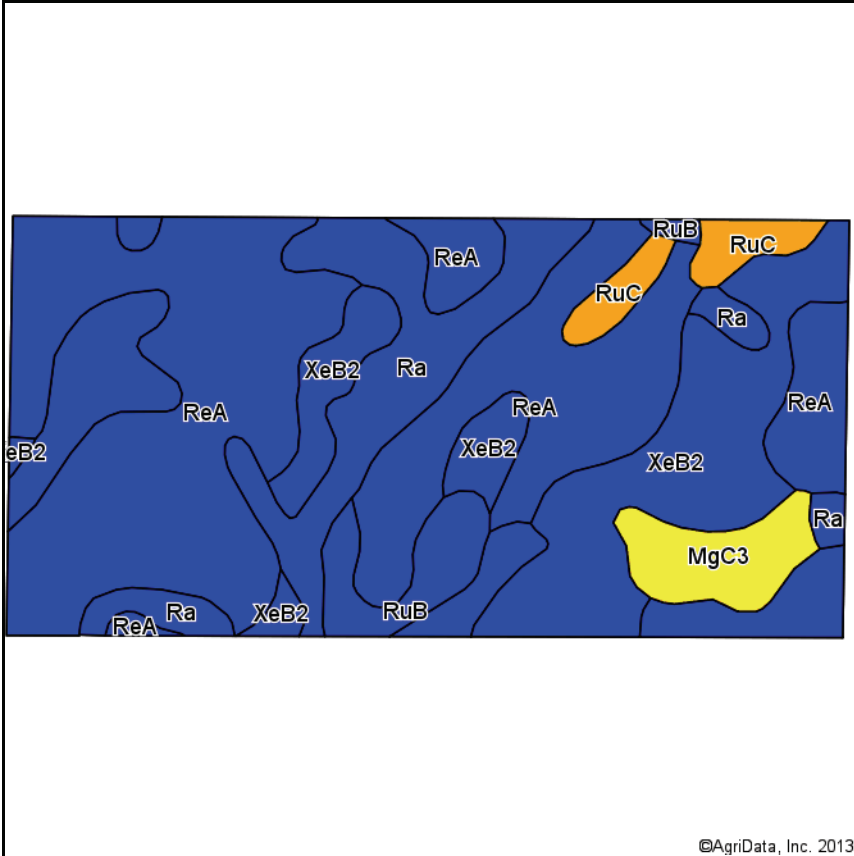 RuB
RuC
ReA
RuC
Ra
XeB2
Ra
ReA
ReA
ReA
XeB2
eB2
XeB2
Ra
MgC3
Ra
XeB2
RuB
ReA
©AgriData, Inc. 2013